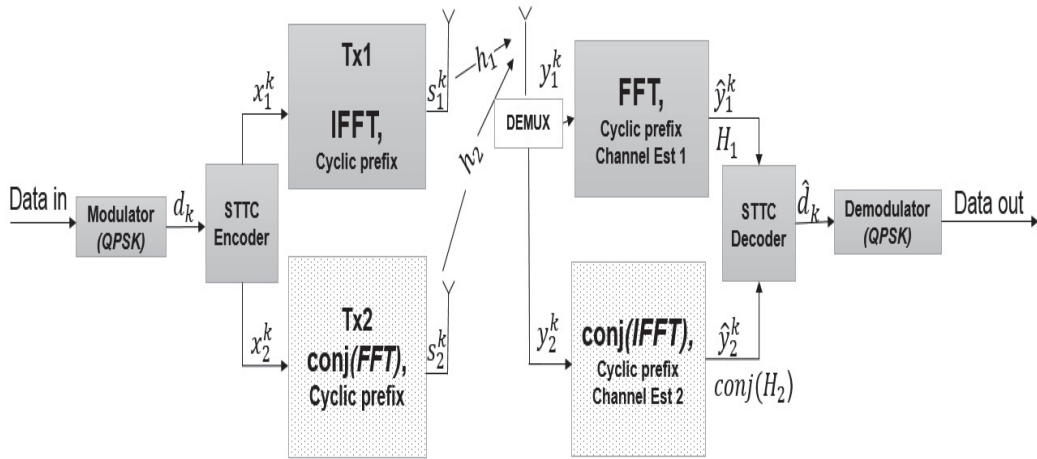 Data in
Modulator
(QPSK)
d_k
STTC
Encoder
x_1^k
x_2^k
Tx1
IFFT,
Cyclic prefix
s_1^k
h_1
Tx2
conj(FFT),
Cyclic prefix
s_2^k
h_2
DEMUX
y_1^k
FFT,
Cyclic prefix
Channel Est 1
ŷ_1^k
H_1
y_2^k
conj(IFFT),
Cyclic prefix
Channel Est 2
ŷ_2^k
conj(H_2)
STTC
Decoder
d̂_k
Demodulator
(QPSK)
Data out